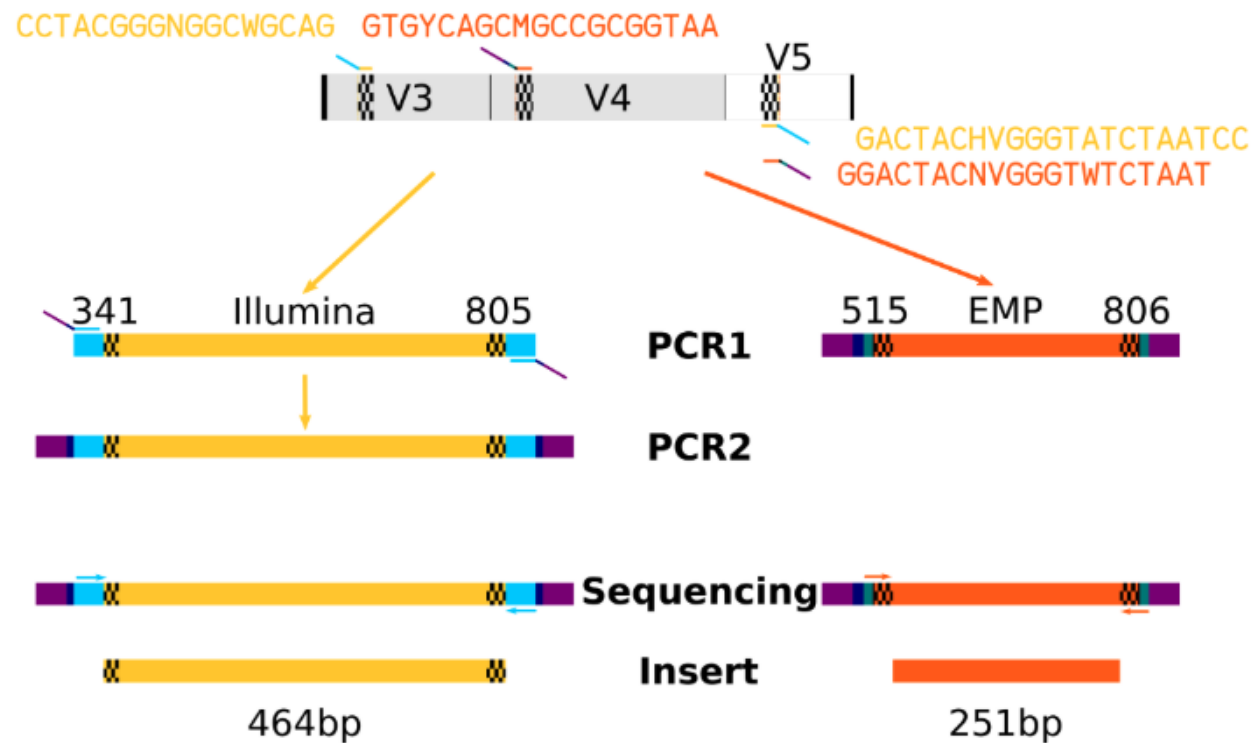 CCTACGGGNGGCWGCAG GTGYCAGCMGCCGCGGTAA
V5
V3 V4
GACTACHVGGGTATCTAATCC
GGACTACNVGGGTWTCTAAT
341 Illumina 805 515 EMP 806
PCR1
PCR2
Sequencing
Insert
464bp 251bp